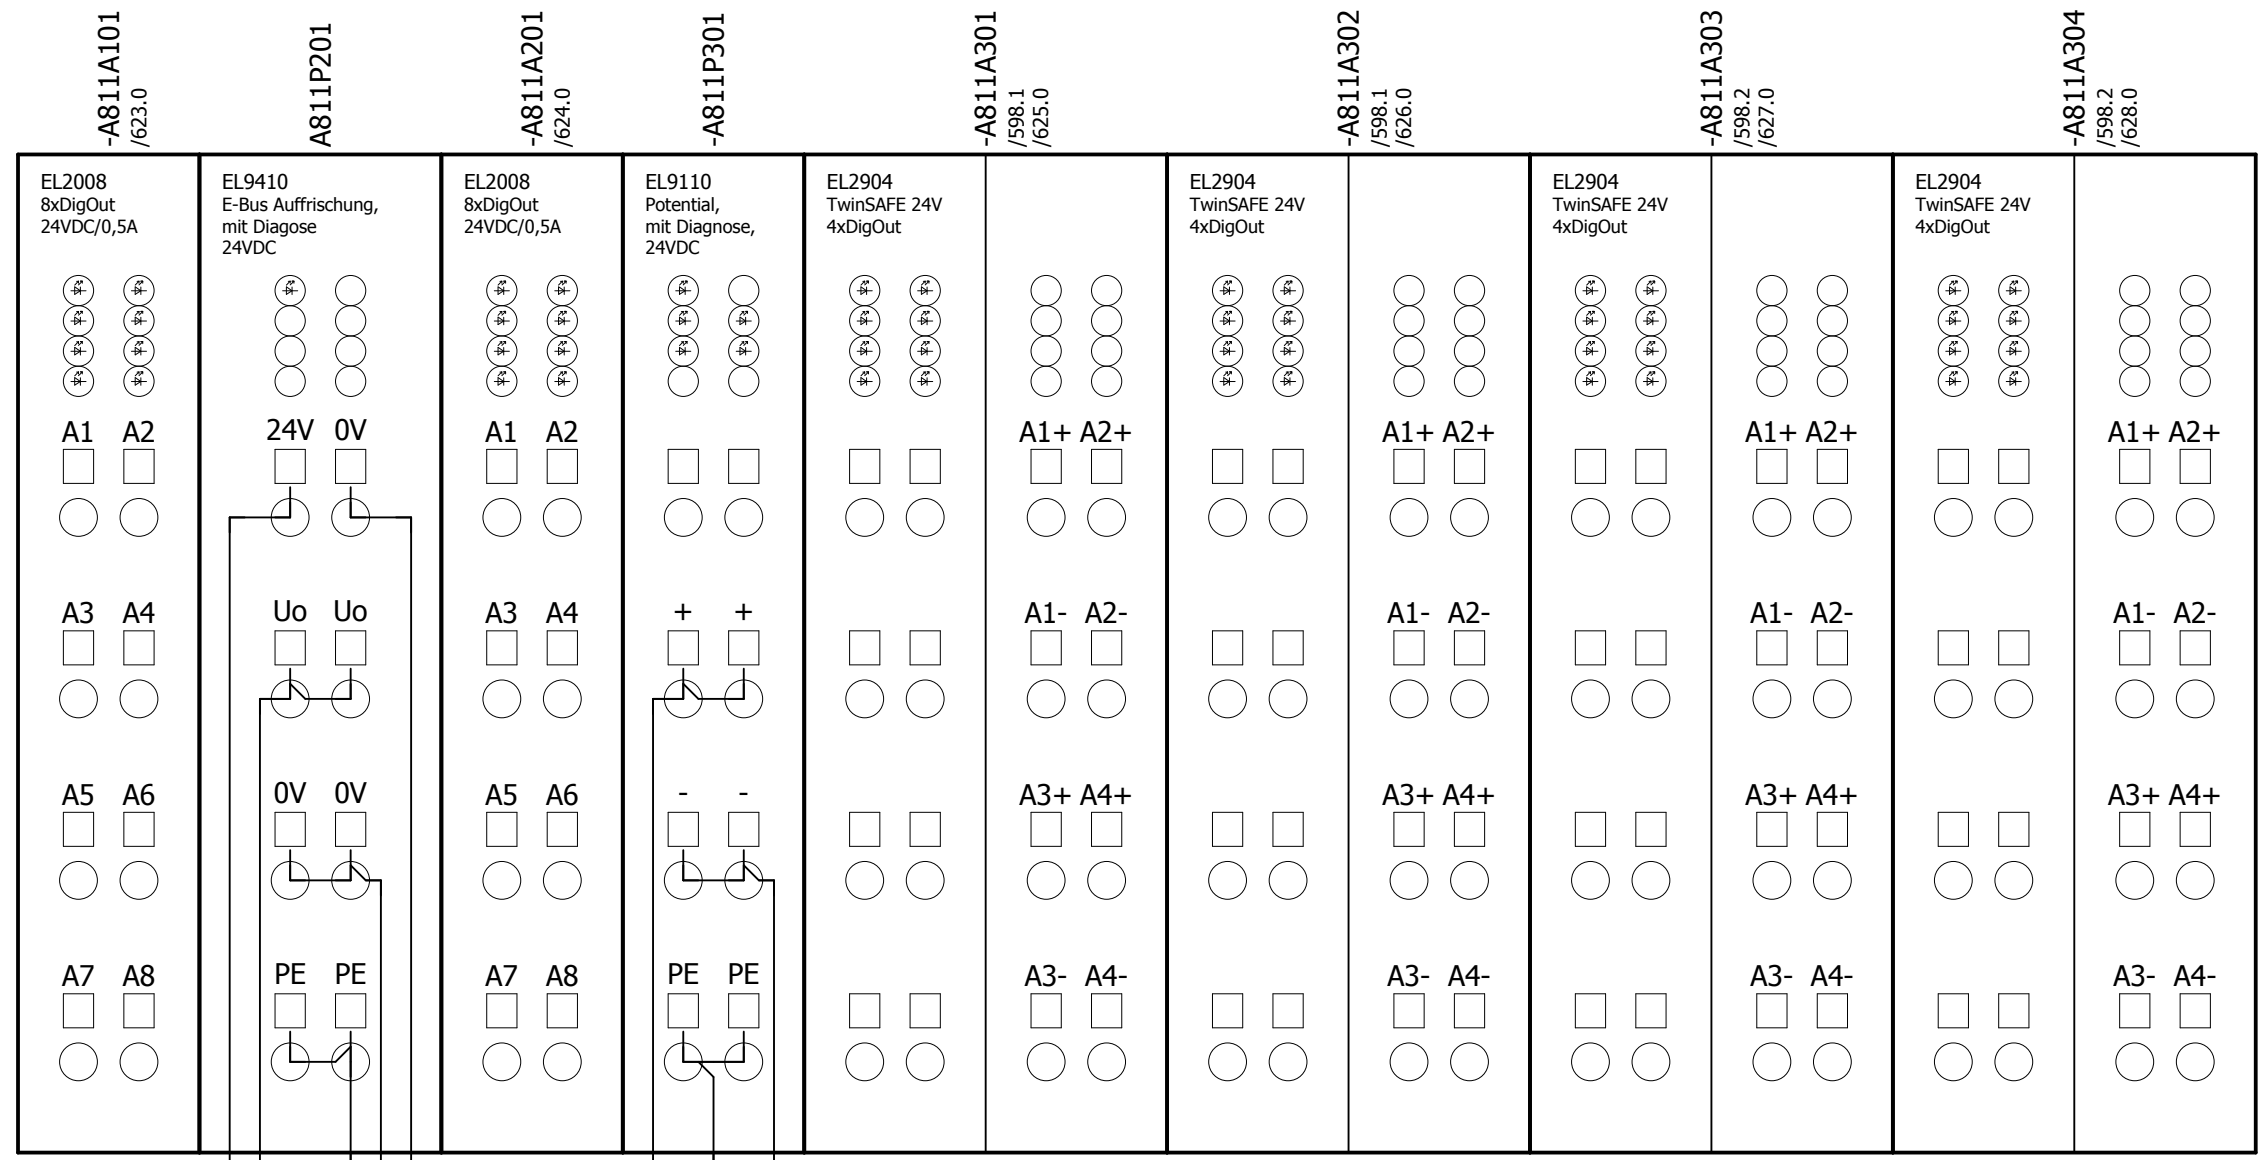 -A811A101
/623.0
A811P201
-A811A201
/624.0
-A811P301
-A811A301
/598.1
/625.0
-A811A302
/598.1
/626.0
-A811A303
/598.2
/627.0
-A811A304
/598.2
/628.0
EL2008
8xDigOut
24VDC/0,5A
EL9410
E-Bus Auffrischung,
mit Diagose
24VDC
EL2008
8xDigOut
24VDC/0,5A
EL9110
Potential,
mit Diagnose,
24VDC
EL2904
TwinSAFE 24V
4xDigOut
EL2904
TwinSAFE 24V
4xDigOut
EL2904
TwinSAFE 24V
4xDigOut
EL2904
TwinSAFE 24V
4xDigOut
A1 A2 24V 0V A1 A2 A1+ A2+ A1+ A2+ A1+ A2+ A1+ A2+
A3 A4 Uo Uo A3 A4 + + A1- A2- A1- A2- A1- A2- A1- A2-
A5 A6 0V 0V A5 A6 - - A3+ A4+ A3+ A4+ A3+ A4+ A3+ A4+
A7 A8 PE PE A7 A8 PE PE A3- A4- A3- A4- A3- A4- A3- A4-